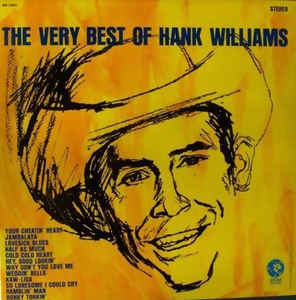 STEREO
THE VERY BEST OF HANK WILLIAMS
YOUR CHEATIN' HEART
JAMBALAYA
LOVESICK BLUES
HALF AS MUCH
COLD COLD HEART
HEY, GOOD LOOKIN'
WHY DON'T YOU LOVE ME
WEDDIN' BELLS
KAW-LIGA
SO LONESOME I COULD CRY
RAMBLIN' MAN
HONKY TONKIN'
MGM